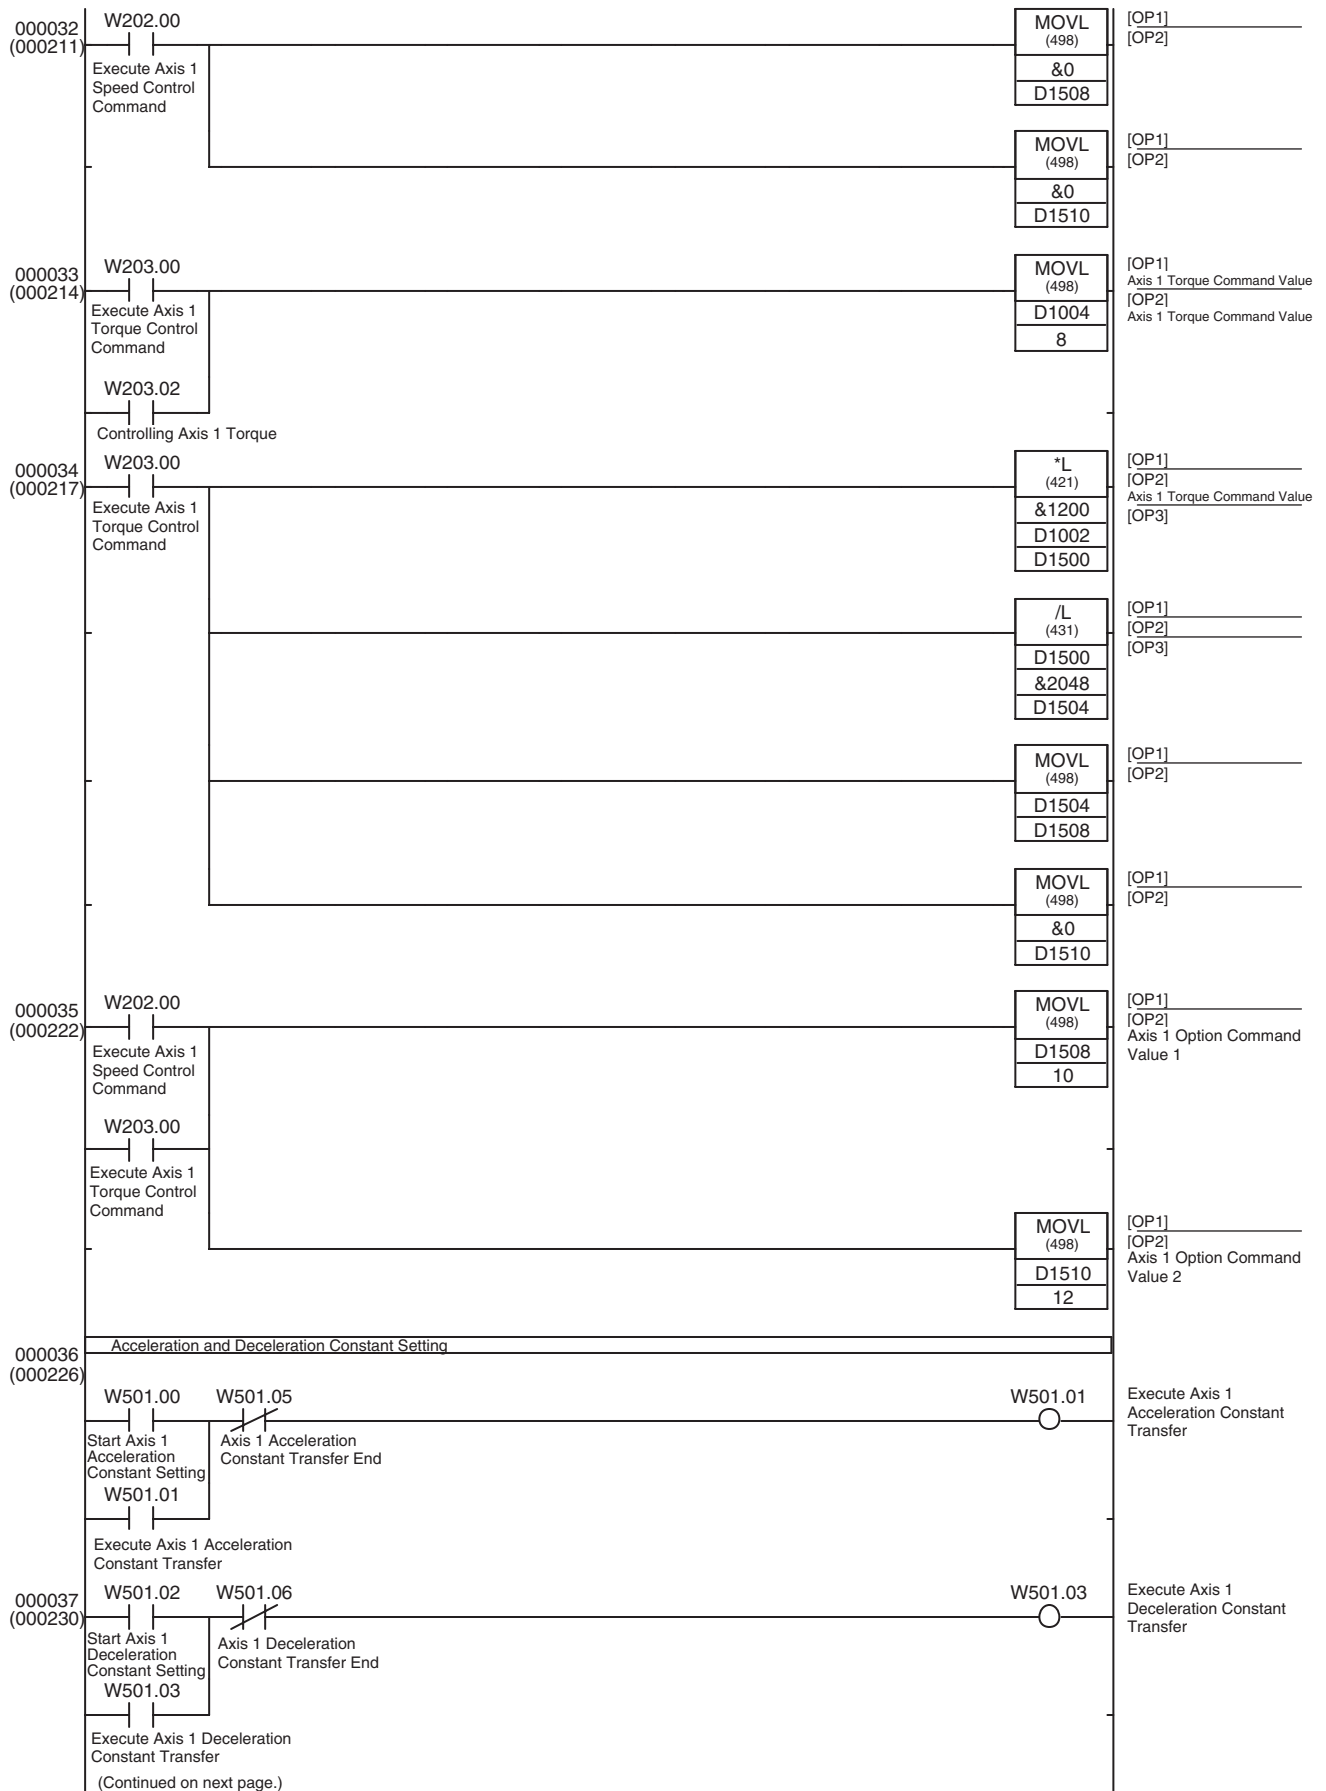 000032
(000211)
W202.00
Execute Axis 1
Speed Control
Command
MOVL
(498)
&0
D1508
[OP1]
[OP2]
MOVL
(498)
&0
D1510
[OP1]
[OP2]
000033
(000214)
W203.00
Execute Axis 1
Torque Control
Command
MOVL
(498)
D1004
8
[OP1]
Axis 1 Torque Command Value
[OP2]
Axis 1 Torque Command Value
W203.02
Controlling Axis 1 Torque
000034
(000217)
W203.00
Execute Axis 1
Torque Control
Command
*L
(421)
&1200
D1002
D1500
[OP1]
[OP2]
Axis 1 Torque Command Value
[OP3]
/L
(431)
D1500
&2048
D1504
[OP1]
[OP2]
[OP3]
MOVL
(498)
D1504
D1508
[OP1]
[OP2]
MOVL
(498)
&0
D1510
[OP1]
[OP2]
000035
(000222)
W202.00
Execute Axis 1
Speed Control
Command
MOVL
(498)
D1508
10
[OP1]
[OP2]
Axis 1 Option Command
Value 1
W203.00
Execute Axis 1
Torque Control
Command
MOVL
(498)
D1510
12
[OP1]
[OP2]
Axis 1 Option Command
Value 2
000036
(000226)
Acceleration and Deceleration Constant Setting
W501.00
Start Axis 1
Acceleration
Constant Setting
W501.05
Axis 1 Acceleration
Constant Transfer End
W501.01
Execute Axis 1
Acceleration Constant
Transfer
W501.01
Execute Axis 1 Acceleration
Constant Transfer
000037
(000230)
W501.02
Start Axis 1
Deceleration
Constant Setting
W501.06
Axis 1 Deceleration
Constant Transfer End
W501.03
Execute Axis 1
Deceleration Constant
Transfer
W501.03
Execute Axis 1 Deceleration
Constant Transfer
(Continued on next page.)